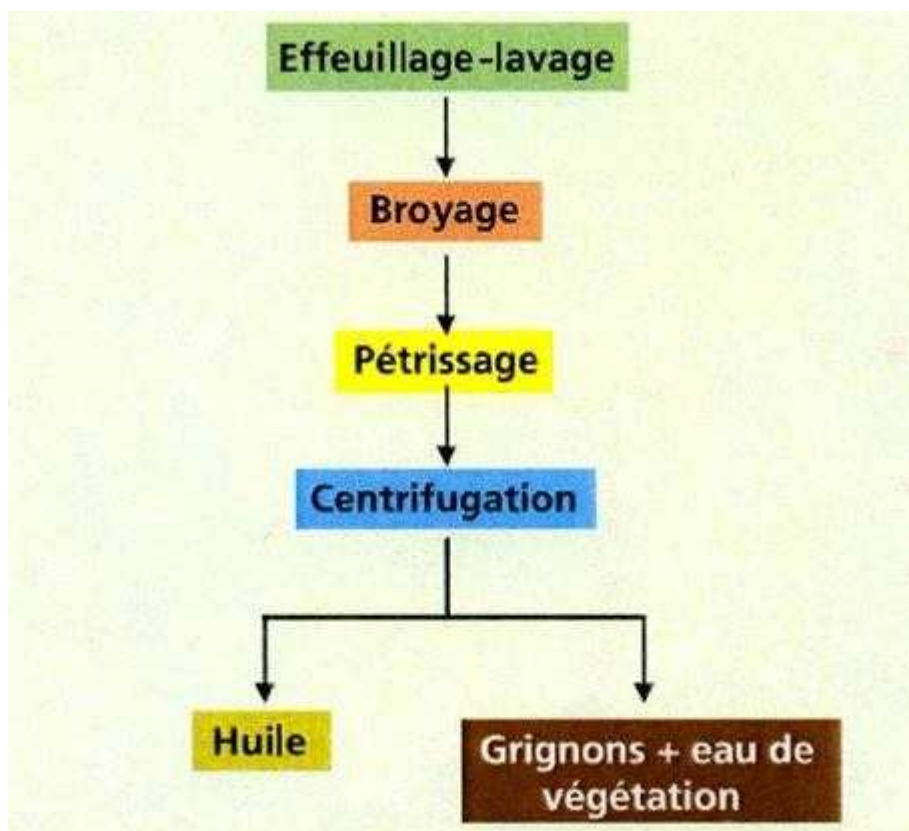 Effeuillage-lavage
Broyage
Pétrissage
Centrifugation
Huile
Grignons + eau de
végétation